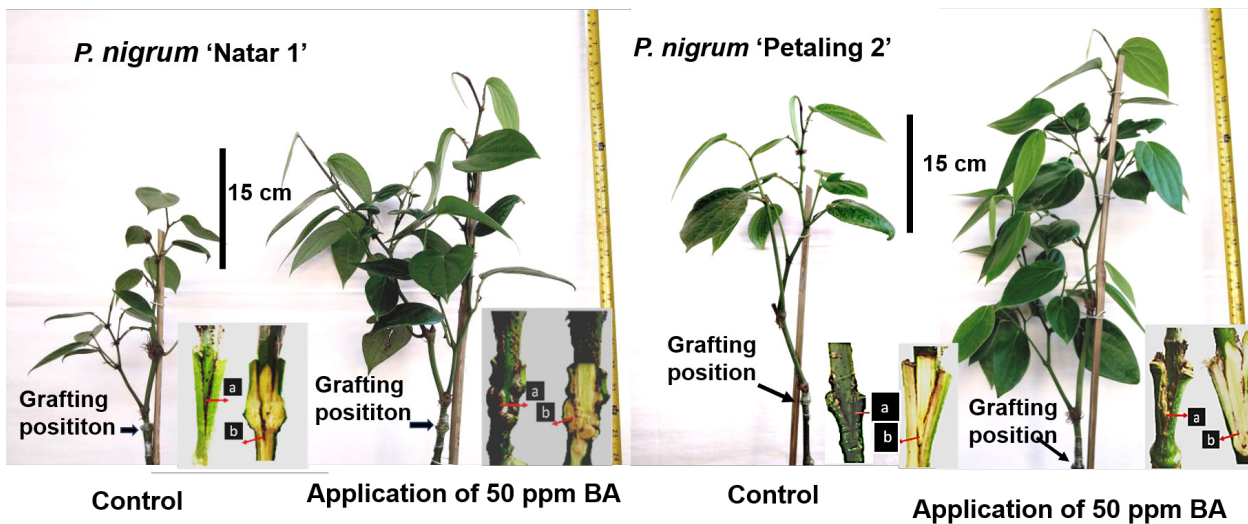 P. nigrum ‘Natar 1’
15 cm
Grafting
posititon
a
b
Grafting
posititon
a
b
Control
Application of 50 ppm BA
P. nigrum ‘Petaling 2’
15 cm
Grafting
position
a
b
Grafting
position
a
b
Control
Application of 50 ppm BA